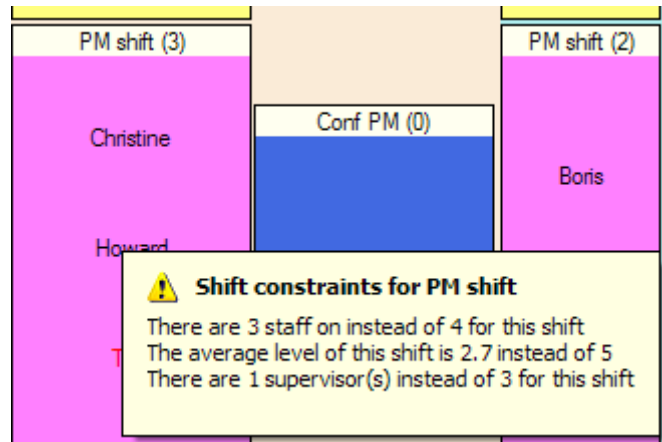 PM shift (3)
PM shift (2)
Conf PM (0)
Christine
Boris
Howard
Shift constraints for PM shift
There are 3 staff on instead of 4 for this shift
The average level of this shift is 2.7 instead of 5
There are 1 supervisor(s) instead of 3 for this shift